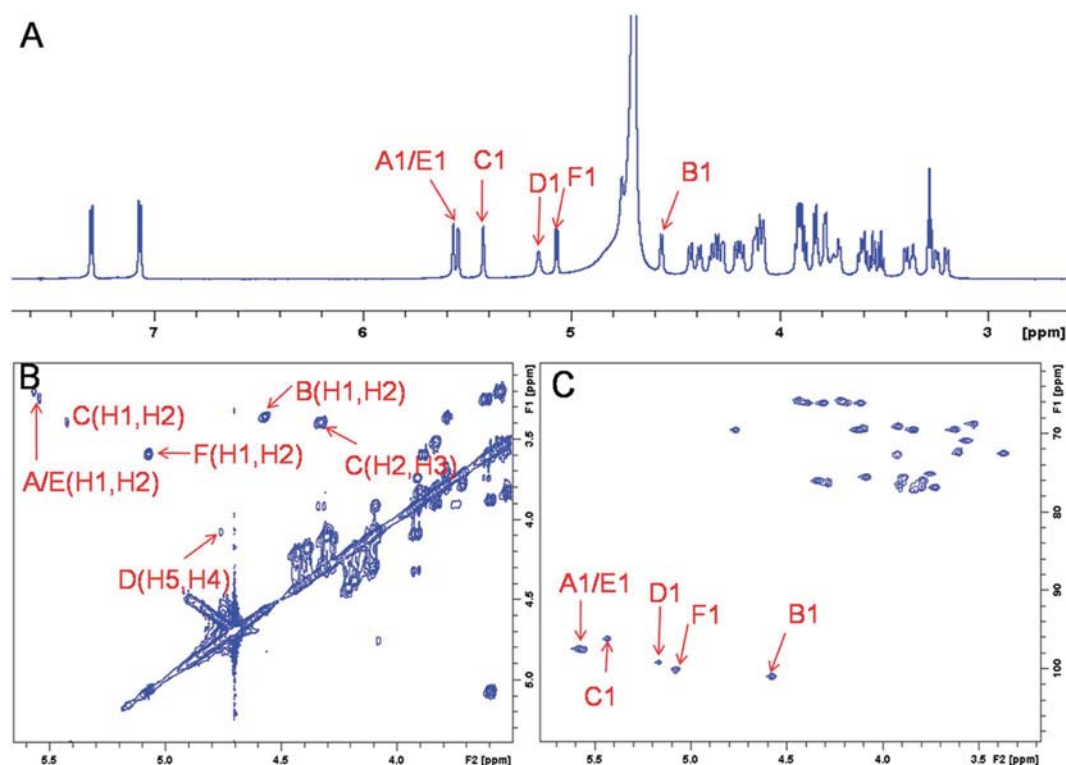 A
A1/E1
C1
D1
F1
B1
7
6
5
4
3
[ppm]
B
B(H1,H2)
C(H1,H2)
F(H1,H2)
C(H2,H3)
A/E(H1,H2)
D(H5,H4)
F1 [ppm]
3.5
4.0
4.5
5.0
5.5
5.0
4.5
4.0
F2 [ppm]
C
A1/E1
D1
F1
B1
C1
F1 [ppm]
70
80
90
100
5.5
5.0
4.5
4.0
3.5
F2 [ppm]